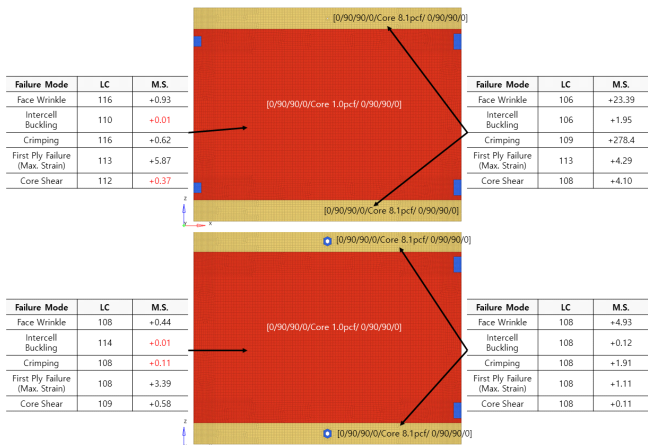 [0/90/90/0/Core 8.1pcf/ 0/90/90/0]
Failure Mode LC M.S.
Face Wrinkle 116 +0.93
Intercell
Buckling 110 +0.01
Crimping 116 +0.62
First Ply Failure
(Max. Strain) 113 +5.87
Core Shear 112 +0.37
[0/90/90/0/Core 1.0pcf/ 0/90/90/0]
Failure Mode LC M.S.
Face Wrinkle 106 +23.39
Intercell
Buckling 106 +1.95
Crimping 109 +278.4
First Ply Failure
(Max. Strain) 113 +4.29
Core Shear 108 +4.10
[0/90/90/0/Core 8.1pcf/ 0/90/90/0]
Z
Y X
[0/90/90/0/Core 8.1pcf/ 0/90/90/0]
Failure Mode LC M.S.
Face Wrinkle 108 +0.44
Intercell
Buckling 114 +0.01
Crimping 108 +0.11
First Ply Failure
(Max. Strain) 108 +3.39
Core Shear 109 +0.58
[0/90/90/0/Core 1.0pcf/ 0/90/90/0]
Failure Mode LC M.S.
Face Wrinkle 108 +4.93
Intercell
Buckling 108 +0.12
Crimping 108 +1.91
First Ply Failure
(Max. Strain) 108 +1.11
Core Shear 108 +0.11
[0/90/90/0/Core 8.1pcf/ 0/90/90/0]
Z